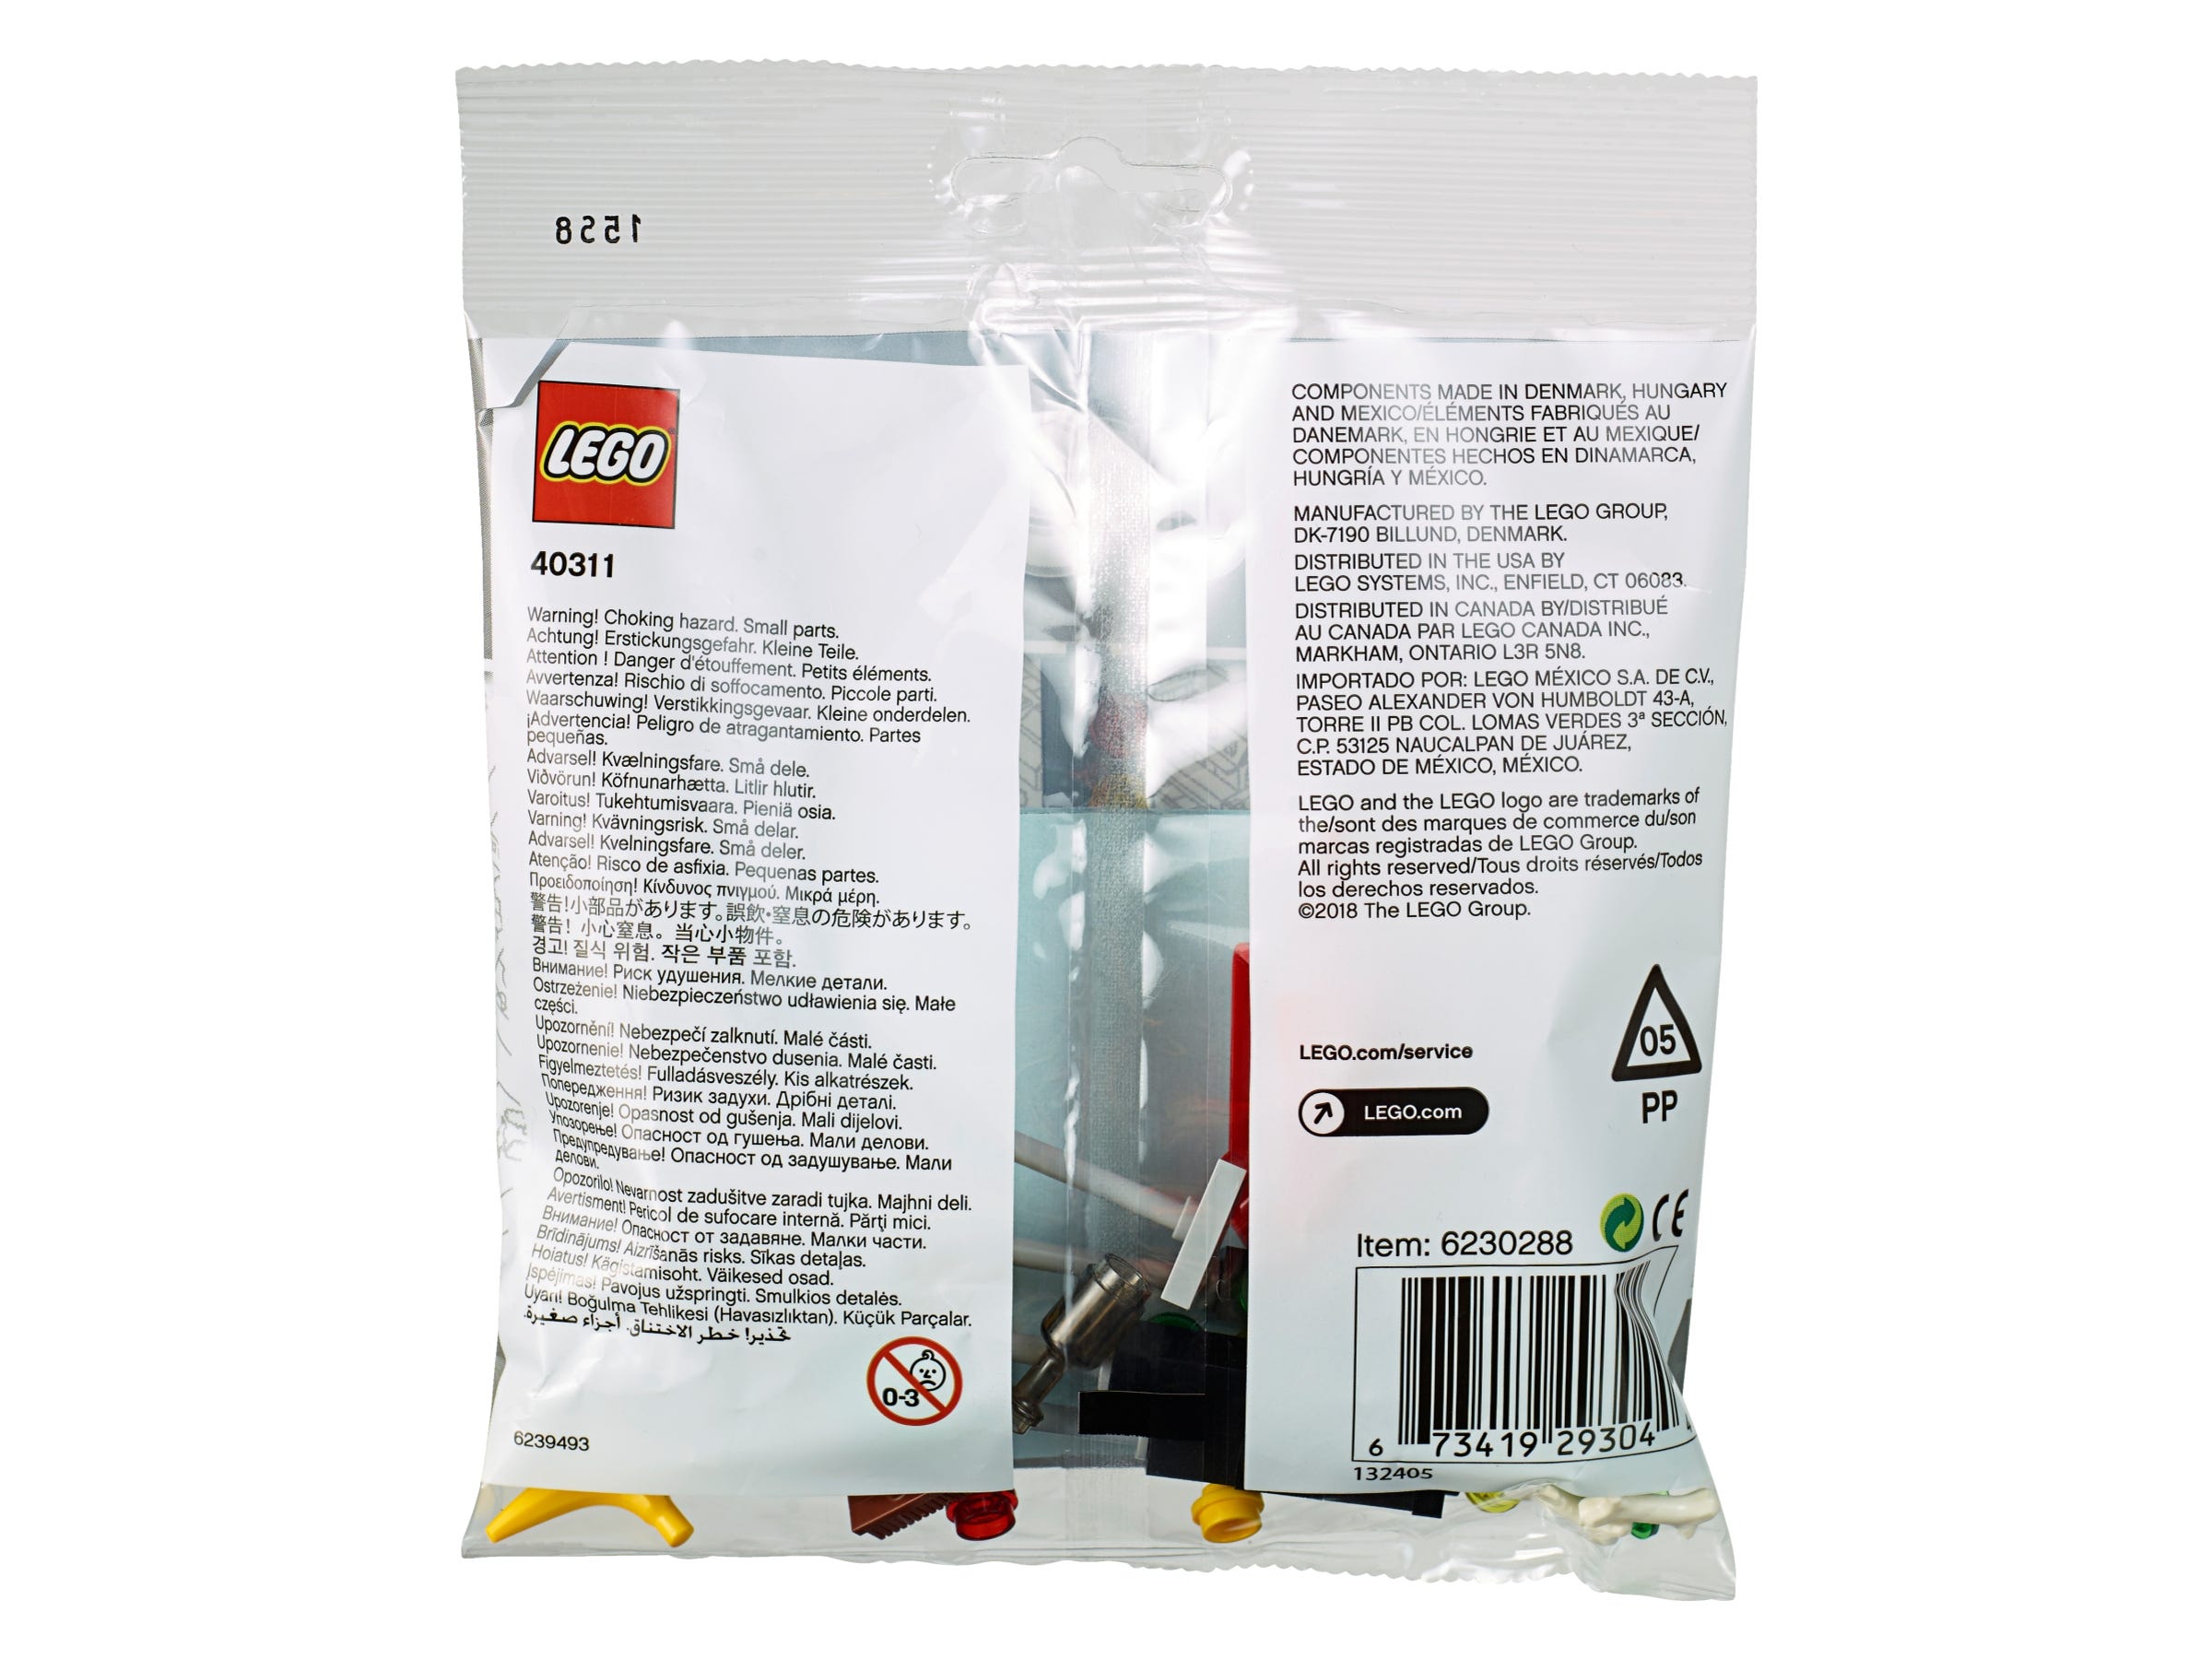 1558
LEGO
40311
Warning! Choking hazard. Small parts.
Achtung! Erstickungsgefahr. Kleine Teile.
Attention ! Danger d'étouffement. Petits éléments.
Avvertenza! Rischio di soffocamento. Piccole parti.
Waarschuwing! Verstikkingsgevaar. Kleine onderdelen.
¡Advertencia! Peligro de atragantamiento. Partes
pequeñas.
Advarsel! Kvælningsfare. Små dele.
Viðvörun! Köfnunarhætta. Litlir hlutir.
Varoitus! Tukehtumisvaara. Pieniä osia.
Varning! Kvävningsrisk. Små delar.
Advarsel! Kvelningsfare. Små deler.
Atenção! Risco de asfixia. Pequenas partes.
Προειδοποίηση! Κίνδυνος πνιγμού. Μικρά μέρη.
警告!小部品があります。誤飲・窒息の危険があります。
警告！小心窒息。当心小物件。
경고! 질식 위험. 작은 부품 포함.
Внимание! Риск удушения. Мелкие детали.
Ostrzeżenie! Niebezpieczeństwo udławienia się. Małe
części.
Upozornění! Nebezpečí zalknutí. Malé části.
Upozornenie! Nebezpečenstvo dusenia. Malé časti.
Figyelmeztetés! Fulladásveszély. Kis alkatrészek.
Попередження! Ризик задухи. Дрібні деталі.
Upozorenje! Opasnost od gušenja. Mali dijelovi.
Упозорење! Опасност од гушења. Мали делови.
Предупредување! Опасност од задушување. Мали
делови.
Opozorilo! Nevarnost zadušitve zaradi tujka. Majhni deli.
Avertisment! Pericol de sufocare internă. Părţi mici.
Внимание! Опасност от задавяне. Малки части.
Brīdinājums! Aizrīšanās risks. Sīkas detaļas.
Hoiatus! Kägistamisoht. Väikesed osad.
Įspėjimas! Pavojus užspringti. Smulkios detalės.
Uyarı! Boğulma Tehlikesi (Havasızlıktan). Küçük Parçalar.
تحذير! خطر الاختناق. أجزاء صغيرة.
0-3
6239493
COMPONENTS MADE IN DENMARK, HUNGARY
AND MEXICO/ÉLÉMENTS FABRIQUÉS AU
DANEMARK, EN HONGRIE ET AU MEXIQUE/
COMPONENTES HECHOS EN DINAMARCA,
HUNGRÍA Y MÉXICO.
MANUFACTURED BY THE LEGO GROUP,
DK-7190 BILLUND, DENMARK.
DISTRIBUTED IN THE USA BY
LEGO SYSTEMS, INC., ENFIELD, CT 06083.
DISTRIBUTED IN CANADA BY/DISTRIBUÉ
AU CANADA PAR LEGO CANADA INC.,
MARKHAM, ONTARIO L3R 5N8.
IMPORTADO POR: LEGO MÉXICO S.A. DE C.V.,
PASEO ALEXANDER VON HUMBOLDT 43-A,
TORRE II PB COL. LOMAS VERDES 3ª SECCIÓN,
C.P. 53125 NAUCALPAN DE JUÁREZ,
ESTADO DE MÉXICO, MÉXICO.
LEGO and the LEGO logo are trademarks of
the/sont des marques de commerce du/son
marcas registradas de LEGO Group.
All rights reserved/Tous droits réservés/Todos
los derechos reservados.
©2018 The LEGO Group.
05
PP
LEGO.com/service
LEGO.com
CE
Item: 6230288
6 73419 29304
132405